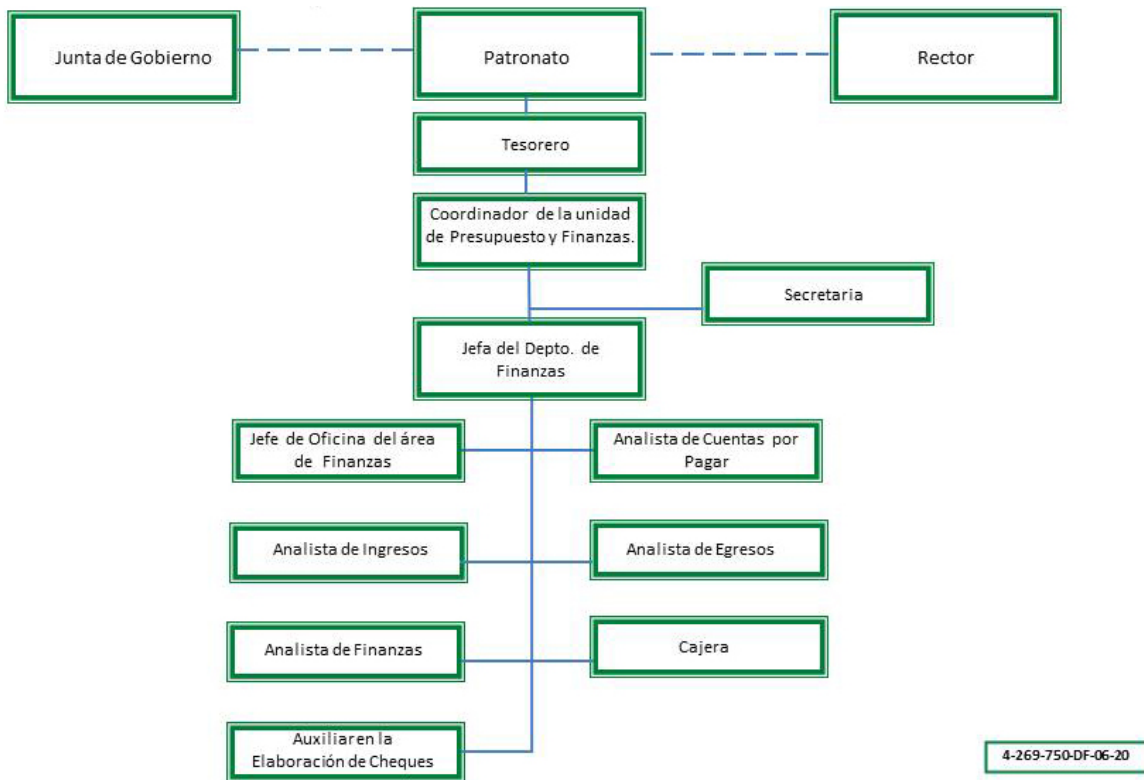 Junta de Gobierno
Patronato
Rector
Tesorero
Coordinador de la unidad
de Presupuesto y Finanzas.
Secretaria
Jefa del Depto. de
Finanzas
Jefe de Oficina del área
de Finanzas
Analista de Cuentas por
Pagar
Analista de Ingresos
Analista de Egresos
Analista de Finanzas
Cajera
Auxiliar en la
Elaboración de Cheques
4-269-750-DF-06-20